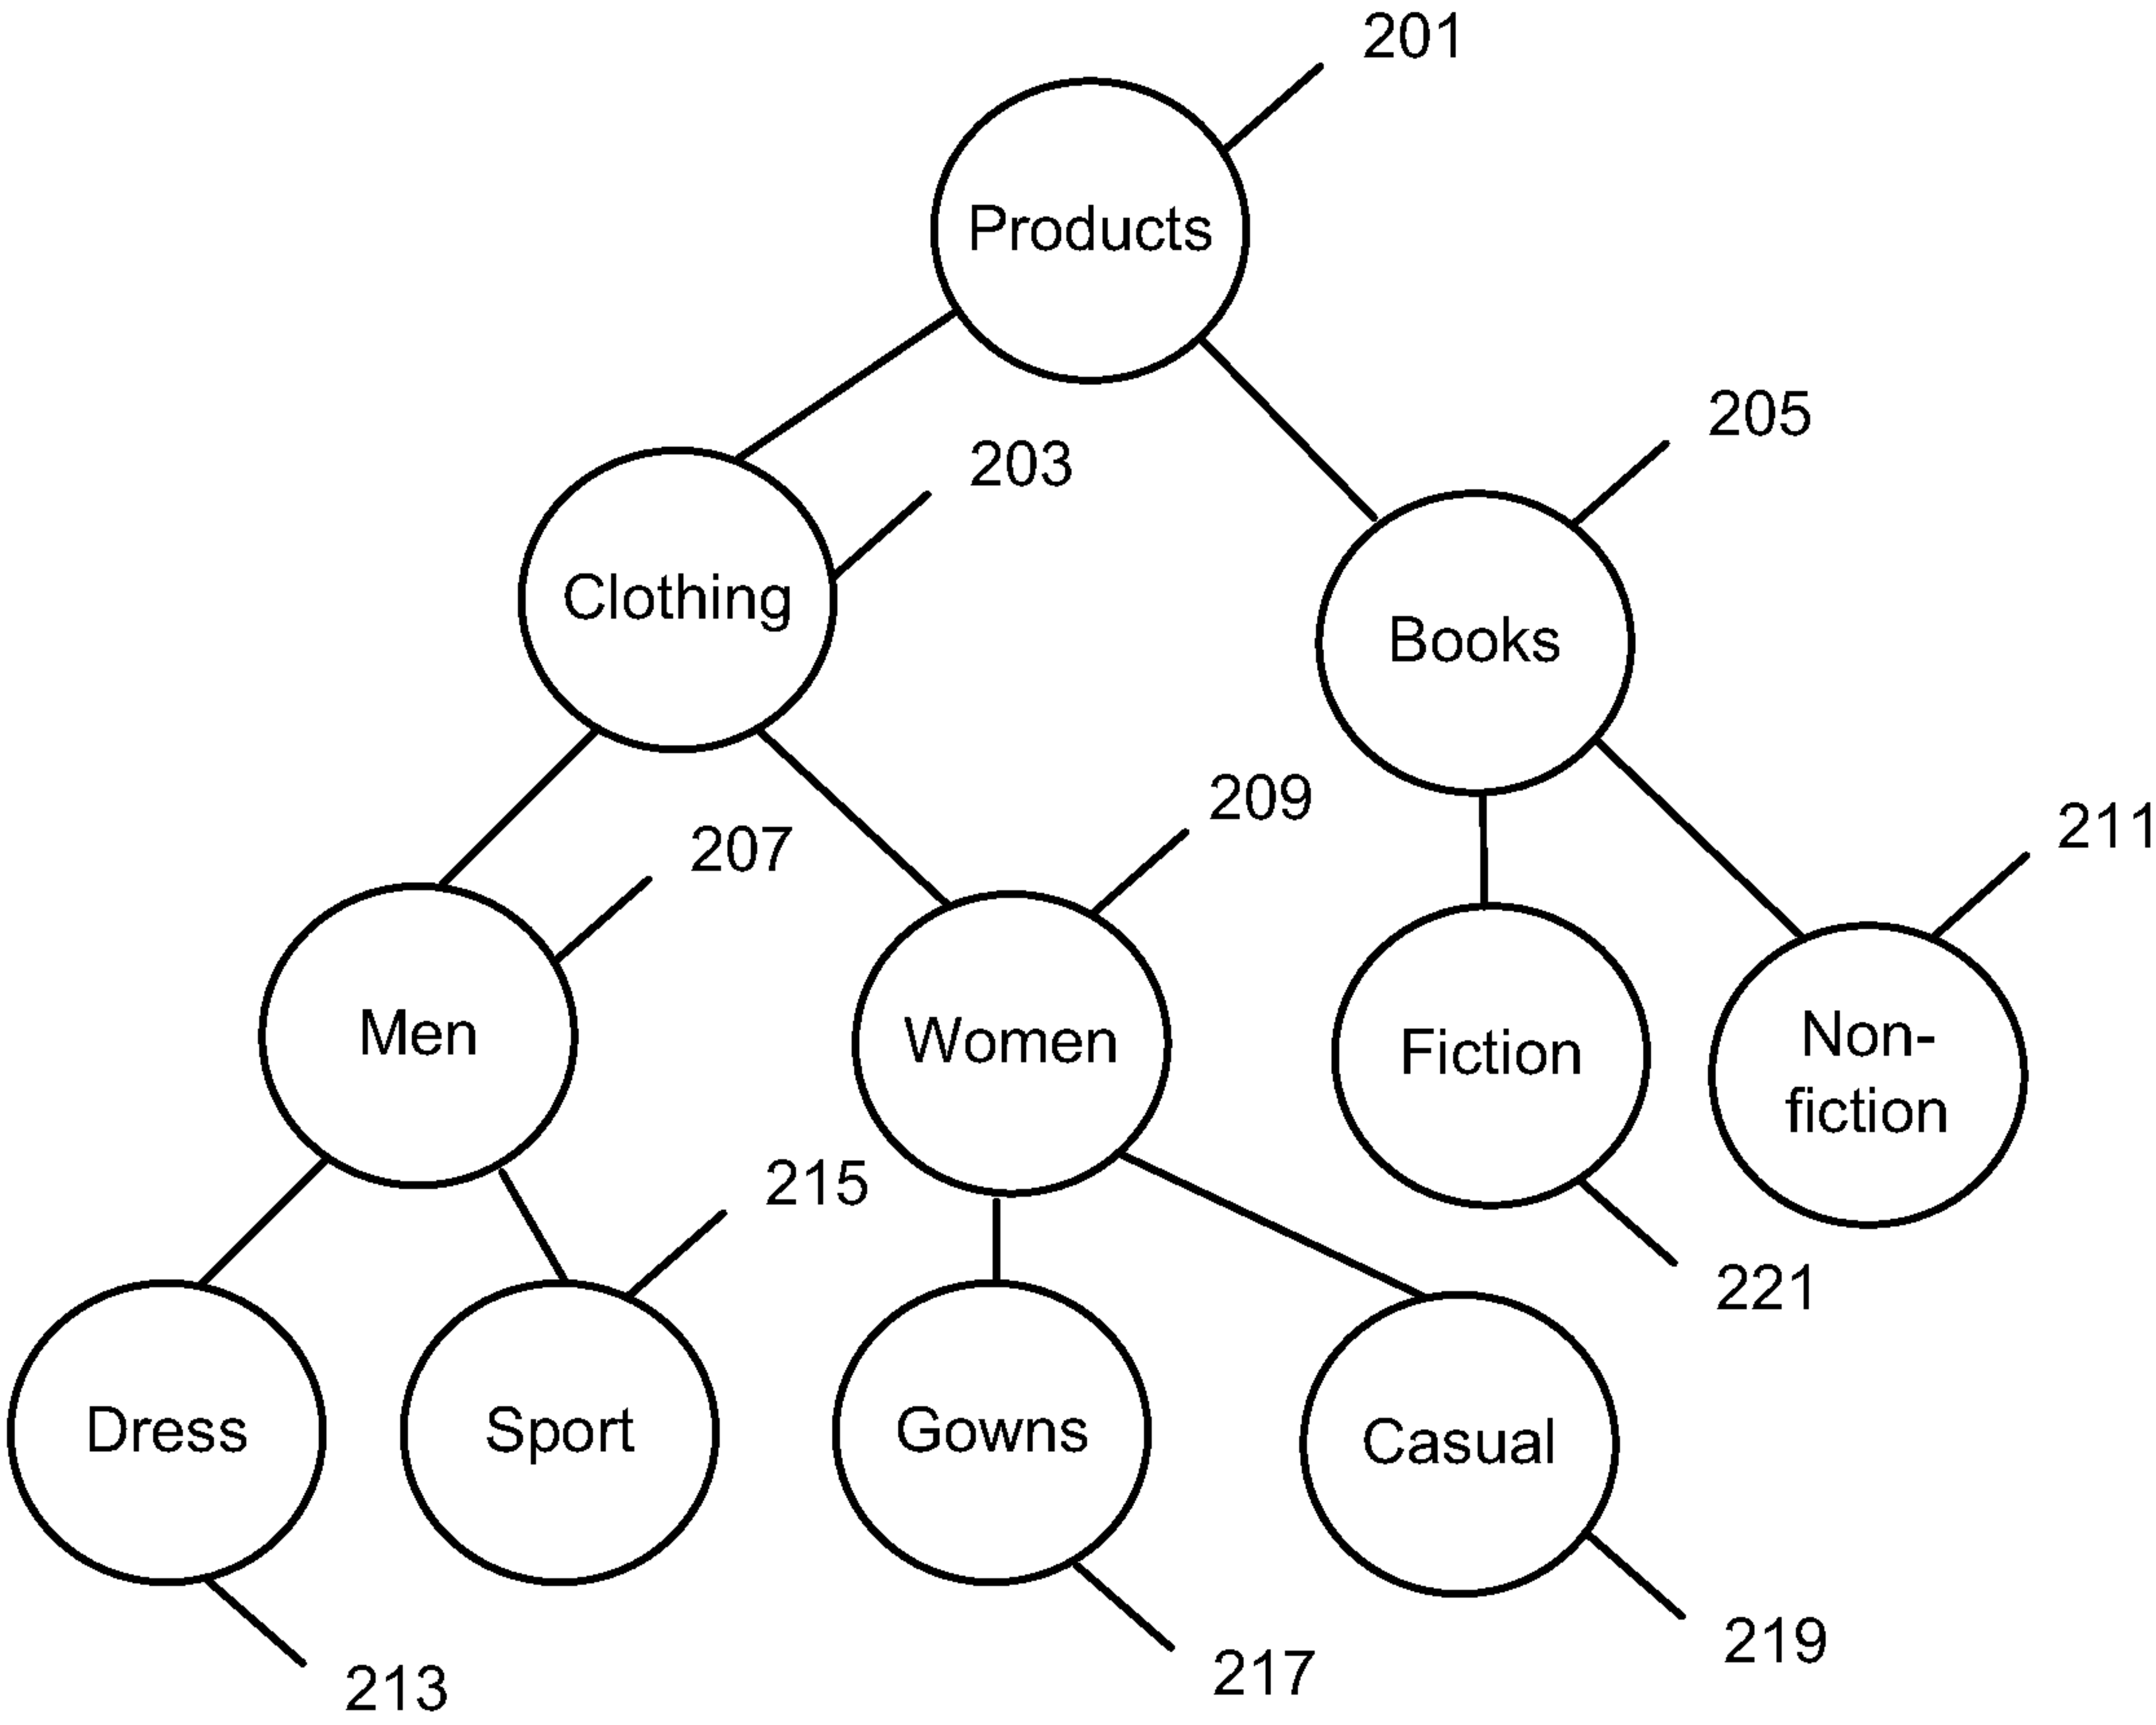 201
Products
205
203
Clothing
Books
209
211
207
Men
Women
Fiction
Non-
fiction
215
221
Dress
Sport
Gowns
Casual
219
217
213